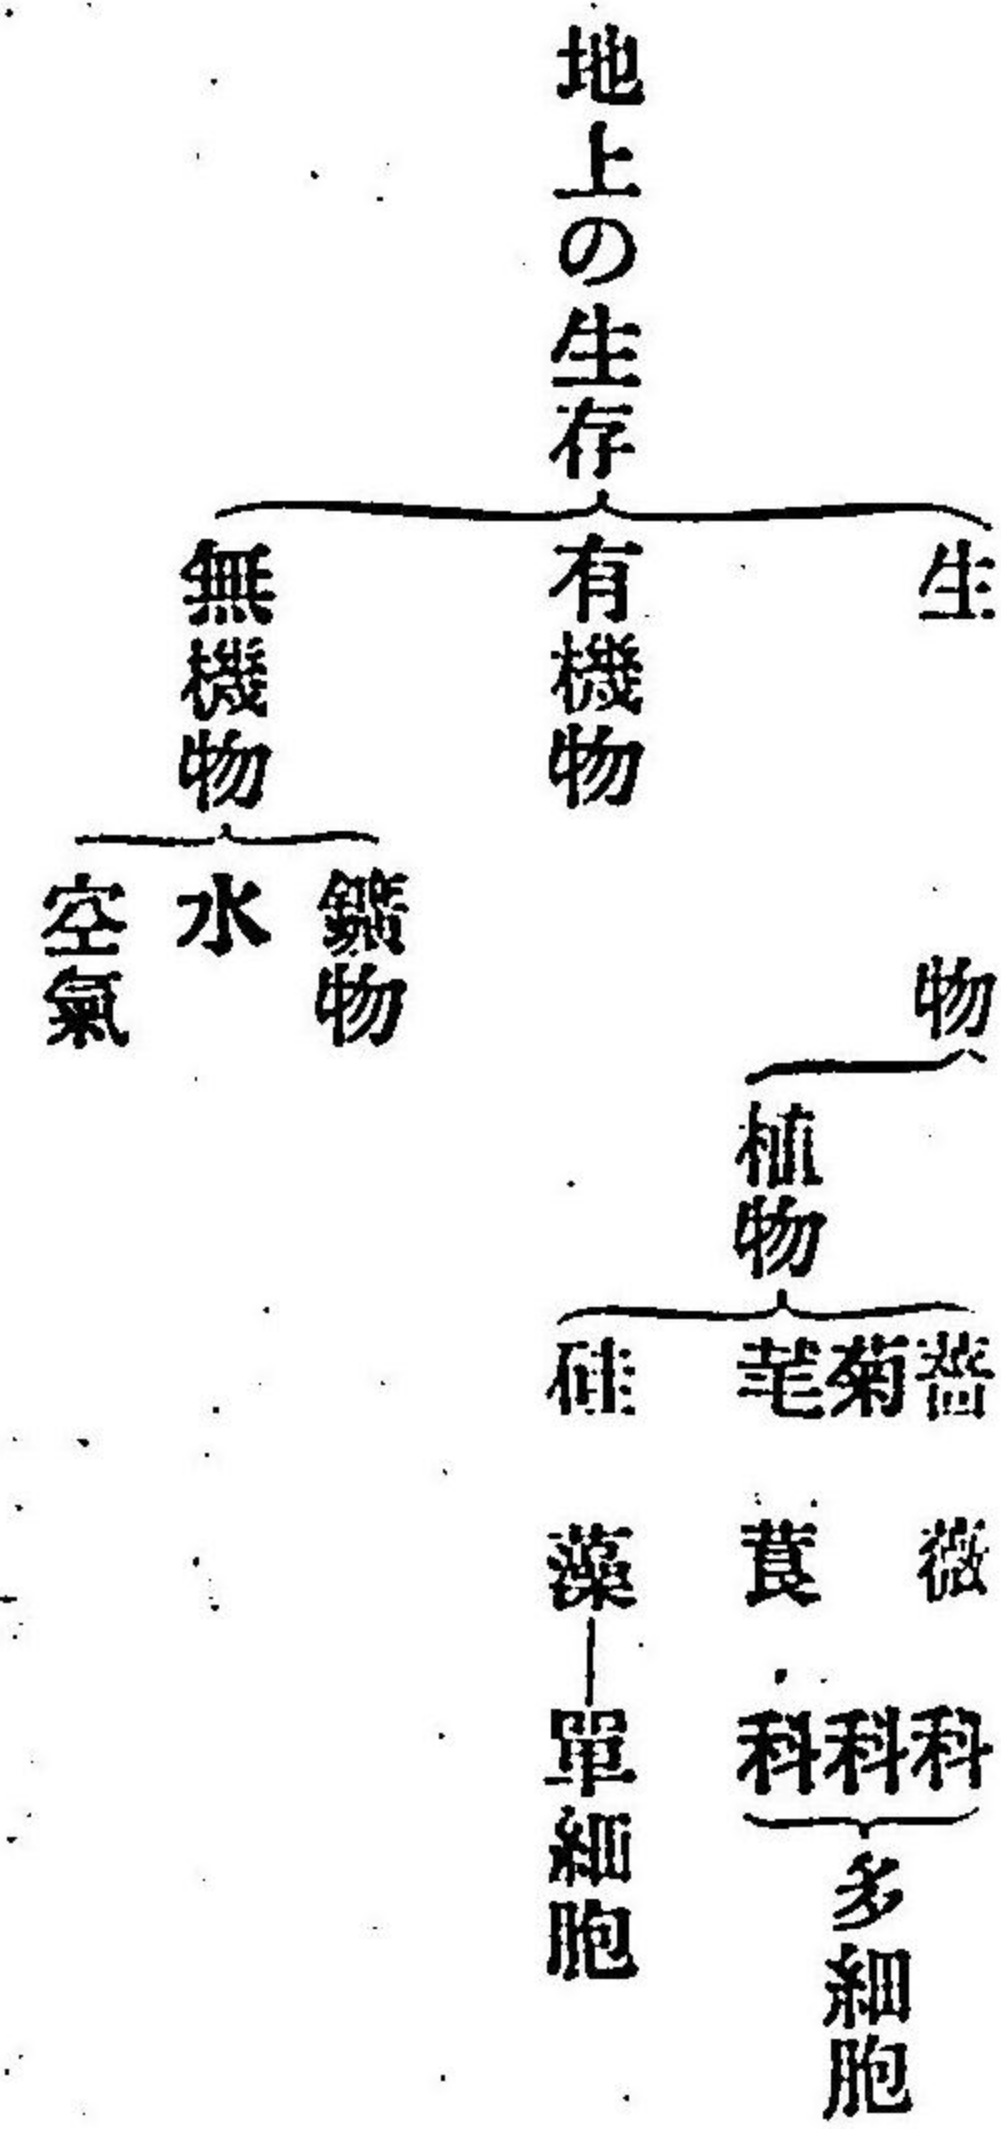 地上の生存
生物
有機物
無機物
鑛物
水
空氣
植物
薔薇科
菊科
毛莨科
硅藻
多細胞
單細胞